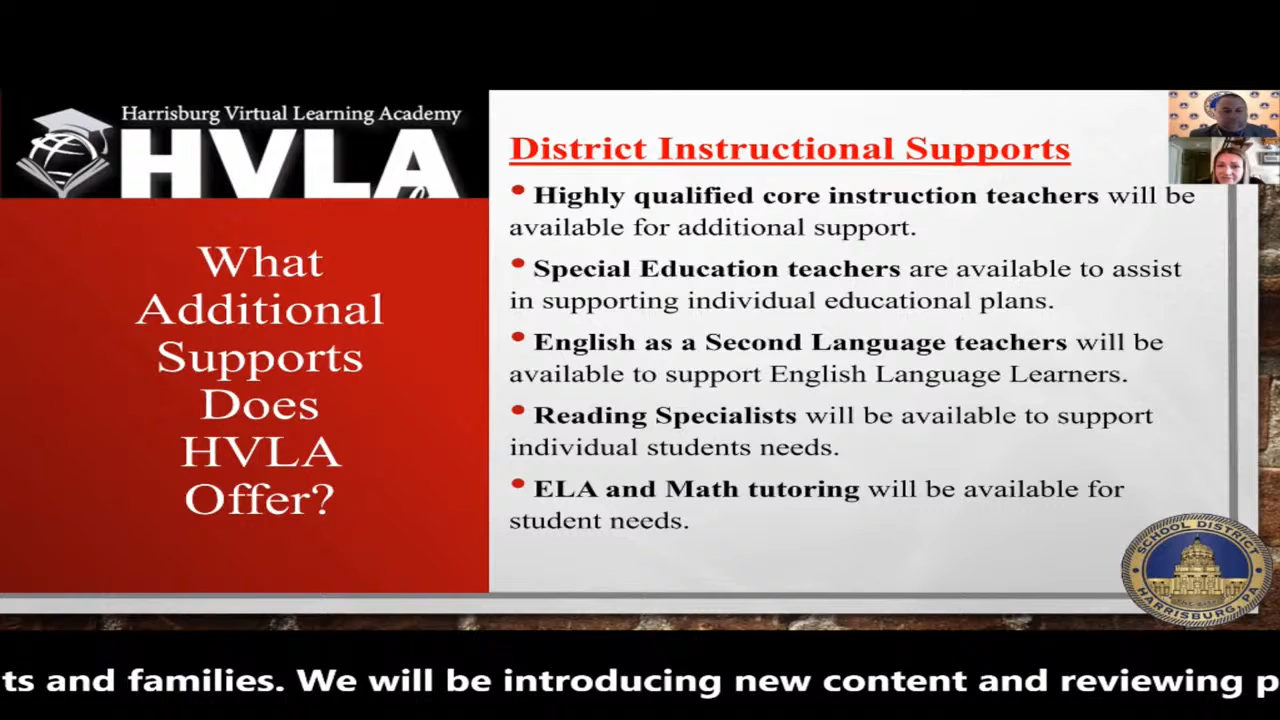 Harrisburg Virtual Learning Academy
HVLA
What
Additional
Supports
Does
HVLA
Offer?
District Instructional Supports
• Highly qualified core instruction teachers will be
available for additional support.
• Special Education teachers are available to assist
in supporting individual educational plans.
• English as a Second Language teachers will be
available to support English Language Learners.
• Reading Specialists will be available to support
individual students needs.
• ELA and Math tutoring will be available for
student needs.
SCHOOL DISTRICT
HARRISBURG, PA
ts and families. We will be introducing new content and reviewing p